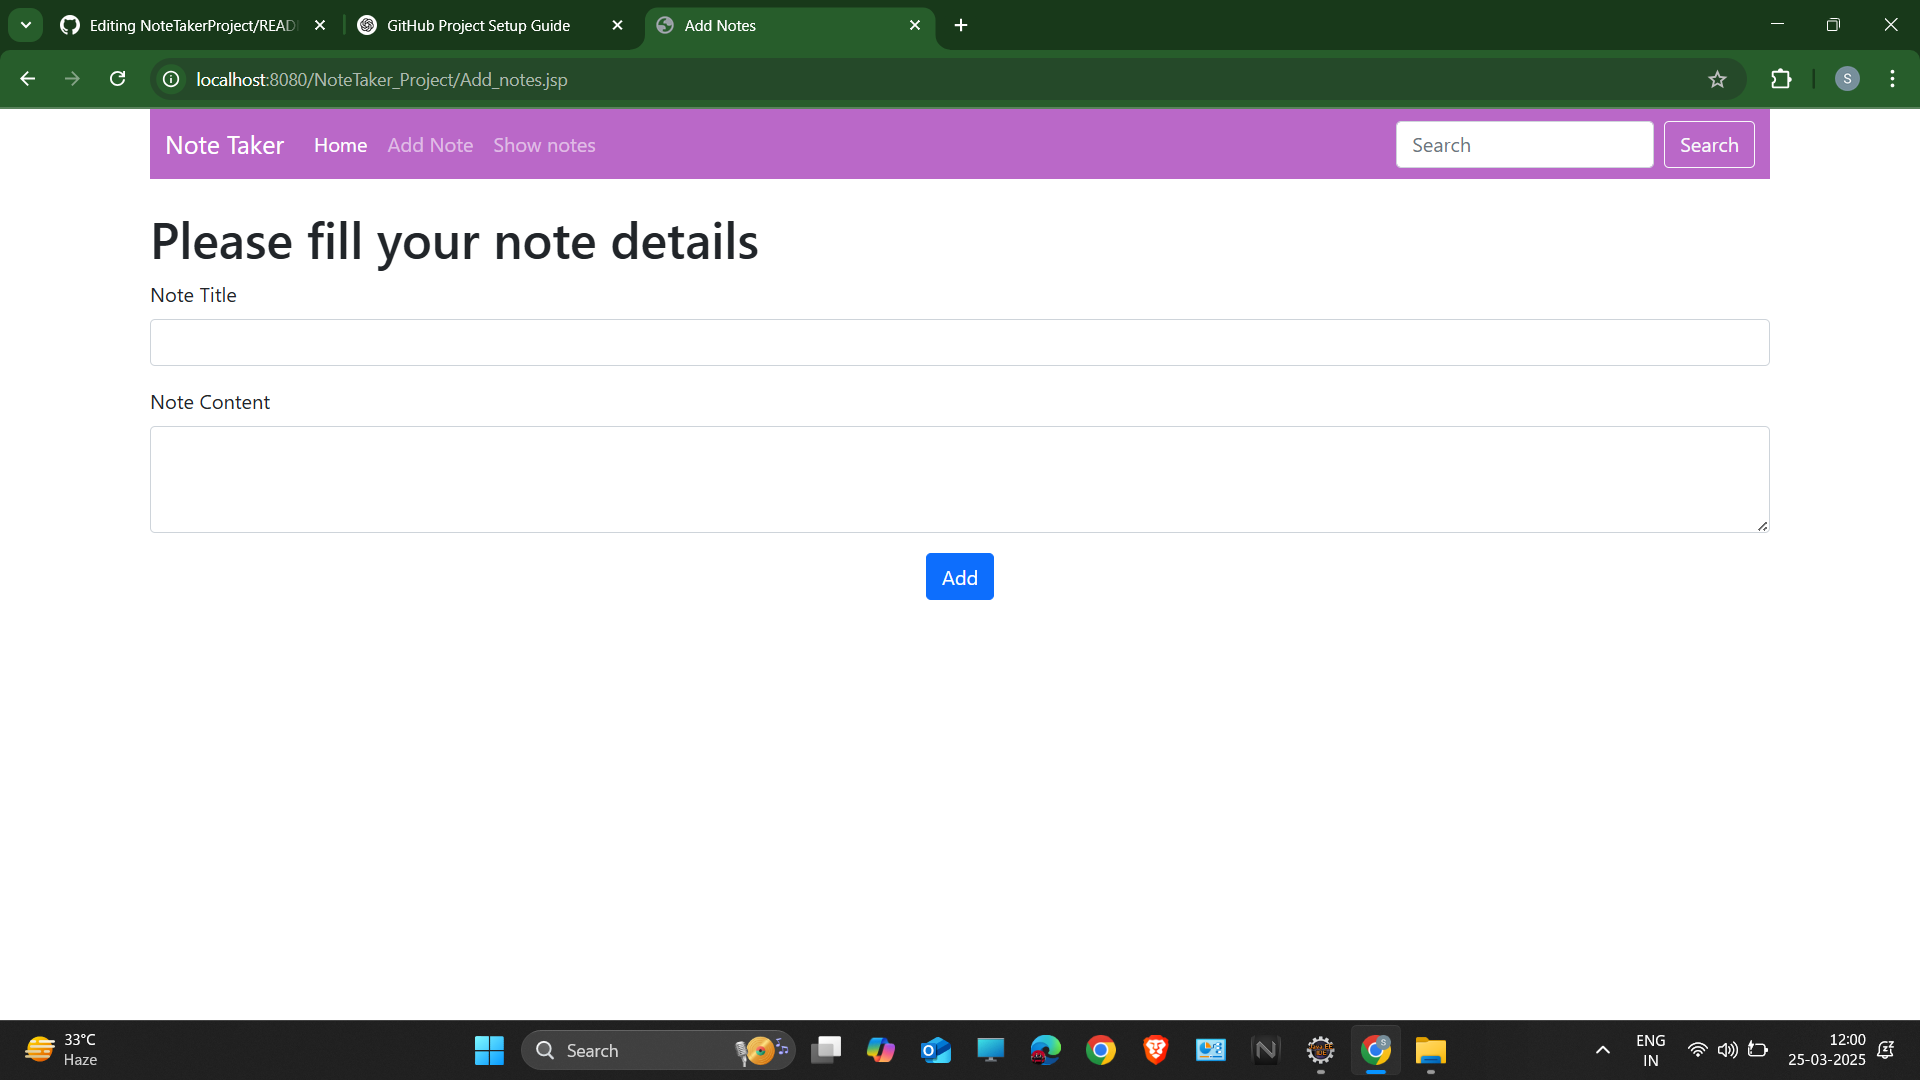 Editing NoteTakerProject/READ
GitHub Project Setup Guide
Add Notes
localhost:8080/NoteTaker_Project/Add_notes.jsp
S
Note Taker
Home
Add Note
Show notes
Search
Search
Please fill your note details
Note Title
Note Content
Add
33°C
Haze
Search
ENG
IN
12:00
25-03-2025